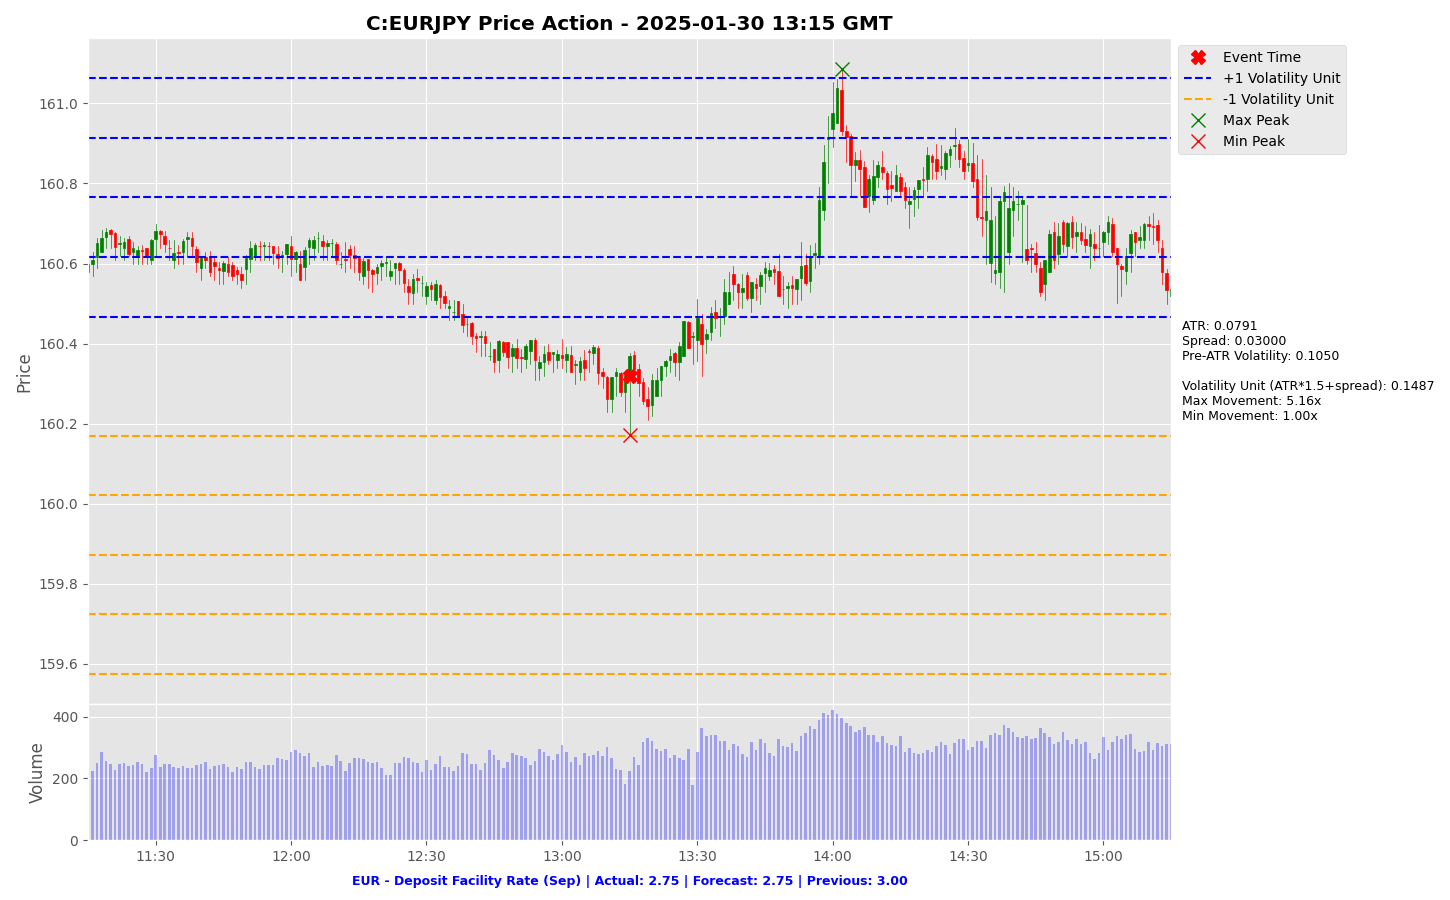 C:EURJPY Price Action - 2025-01-30 13:15 GMT
Event Time
+1 Volatility Unit
-1 Volatility Unit
Max Peak
Min Peak
Price
161.0
160.8
160.6
160.4
160.2
160.0
159.8
159.6
ATR: 0.0791
Spread: 0.03000
Pre-ATR Volatility: 0.1050
Volatility Unit (ATR*1.5+spread): 0.1487
Max Movement: 5.16x
Min Movement: 1.00x
Volume
400
200
0
11:30 12:00 12:30 13:00 13:30 14:00 14:30 15:00
EUR - Deposit Facility Rate (Sep) | Actual: 2.75 | Forecast: 2.75 | Previous: 3.00